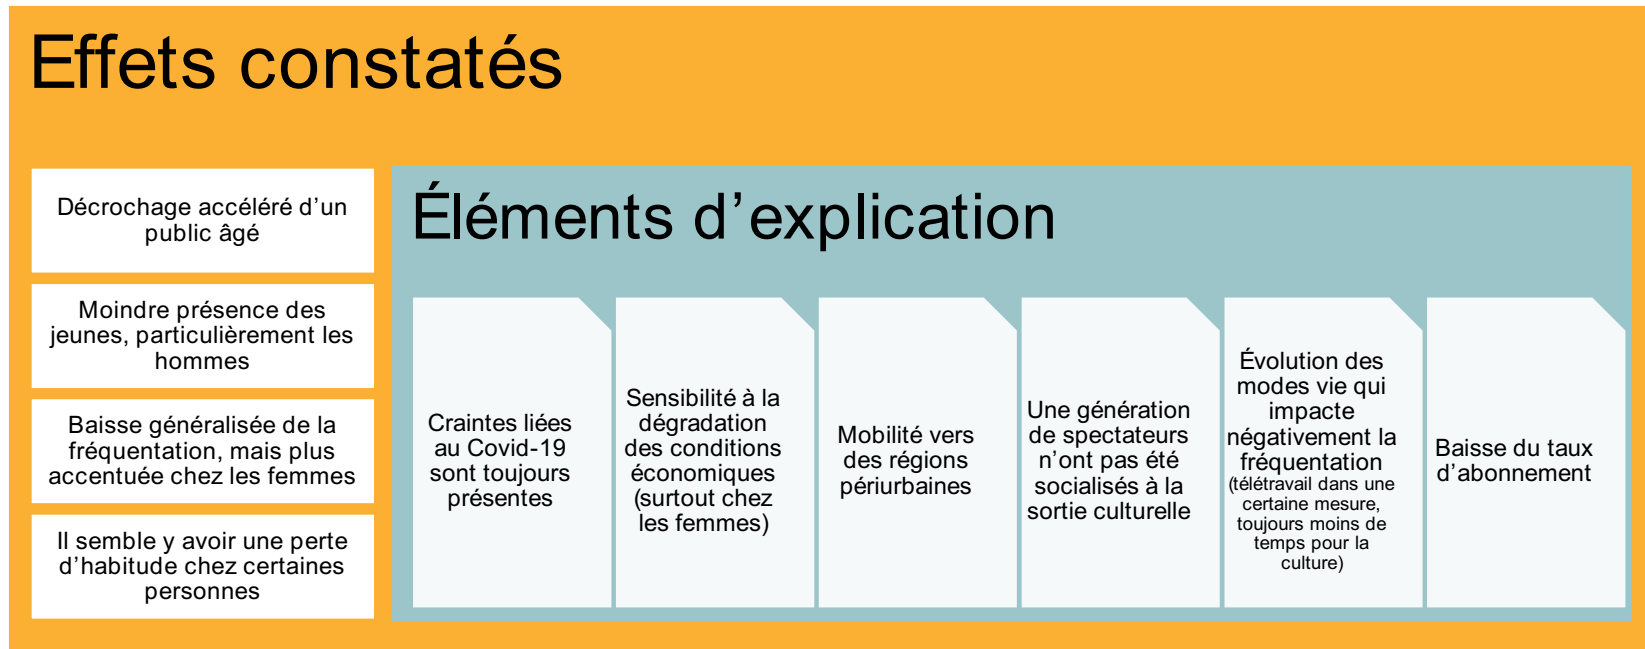 Effets constatés
Décrochage accéléré d’un
public âgé
Moindre présence des
jeunes, particulièrement les
hommes
Baisse généralisée de la
fréquentation, mais plus
accentuée chez les femmes
Il semble y avoir une perte
d’habitude chez certaines
personnes
Éléments d’explication
Craintes liées
au Covid-19
sont toujours
présentes
Sensibilité à la
dégradation
des conditions
économiques
(surtout chez
les femmes)
Mobilité vers
des régions
périurbaines
Une génération
de spectateurs
n’ont pas été
socialisés à la
sortie culturelle
Évolution des
modes vie qui
impacte
négativement la
fréquentation
(télétravail dans une
certaine mesure,
toujours moins de
temps pour la
culture)
Baisse du taux
d’abonnement